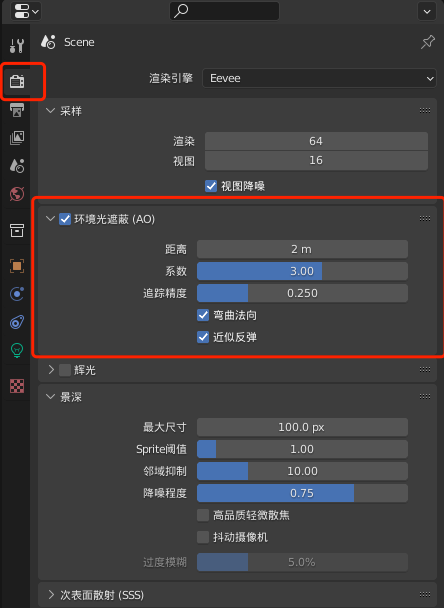 Scene
渲染引擎 Eevee
采样
渲染 64
视图 16
视图降噪
环境光遮蔽 (AO)
距离 2 m
系数 3.00
追踪精度 0.250
弯曲法向
近似反弹
辉光
景深
最大尺寸 100.0 px
Sprite阈值 1.00
邻域抑制 10.00
降噪程度 0.75
高品质轻微散焦
抖动摄像机
过度模糊 5.0%
次表面散射 (SSS)